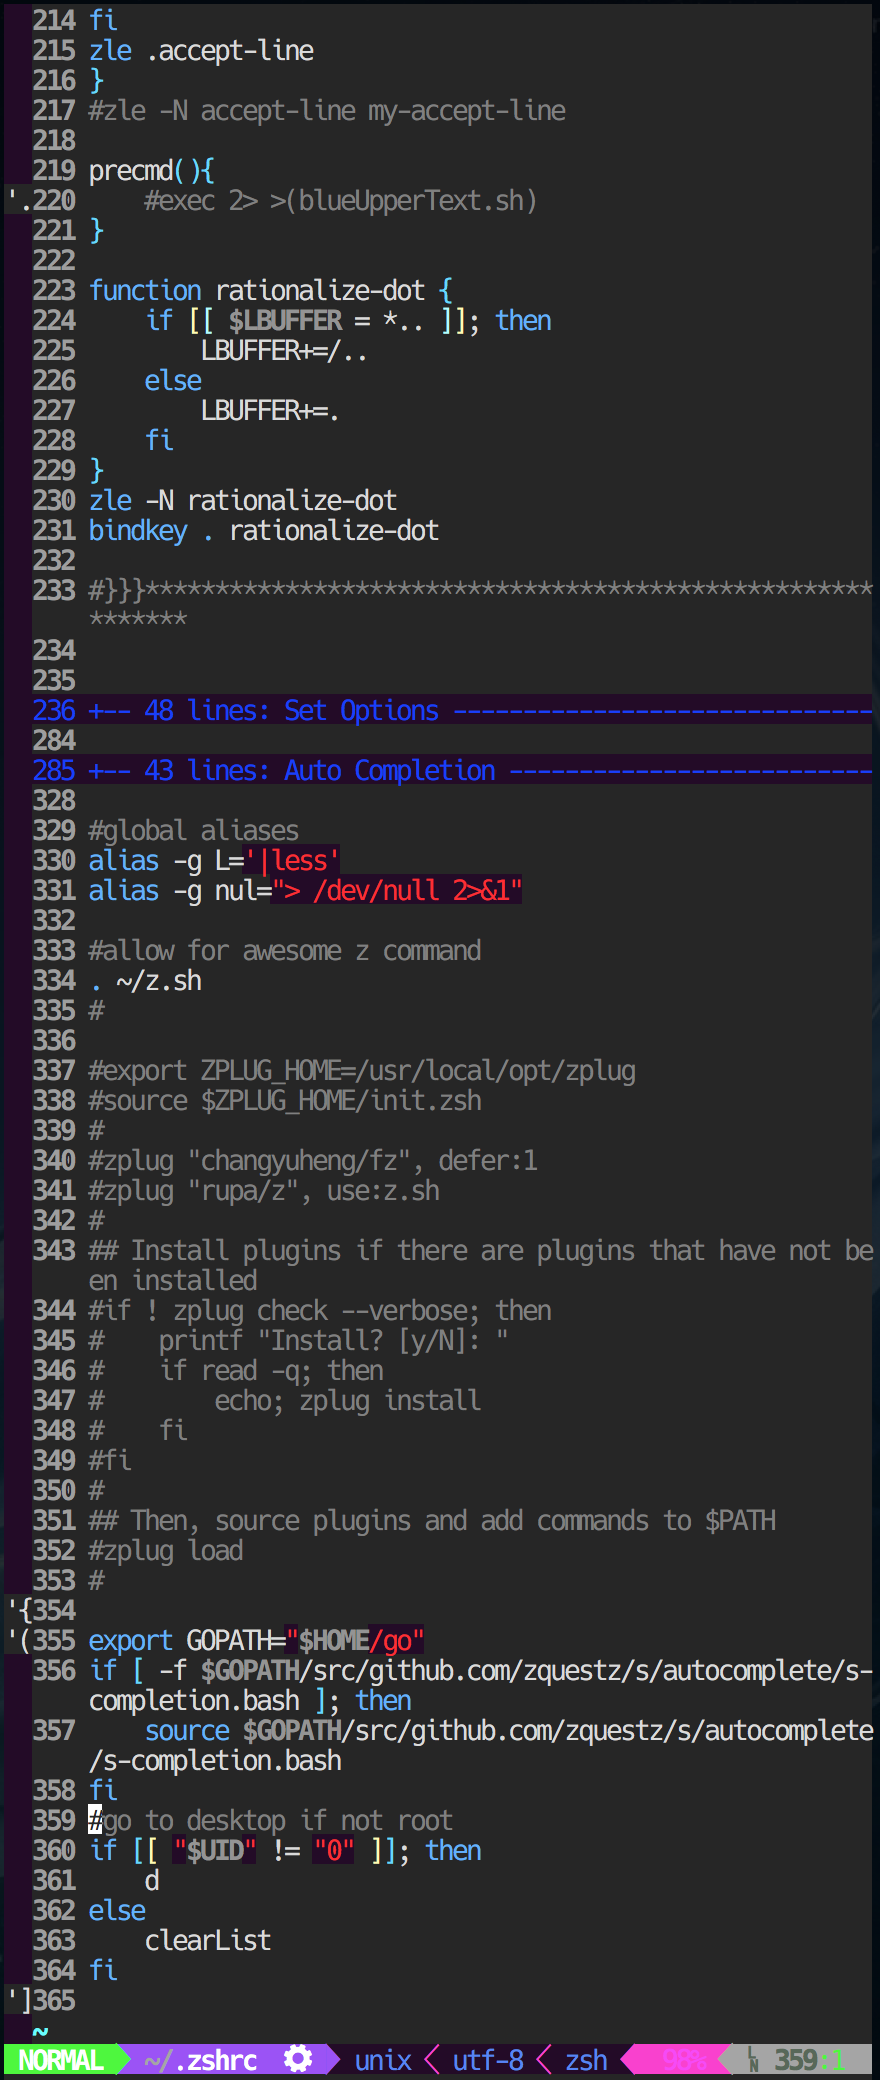 214 fi
215 zle .accept-line
216 }
217 #zle -N accept-line my-accept-line
218
219 precmd(){
'.220     #exec 2> >(blueUpperText.sh)
221 }
222
223 function rationalize-dot {
224     if [[ $LBUFFER = *.. ]]; then
225         LBUFFER+=/..
226     else
227         LBUFFER+=.
228     fi
229 }
230 zle -N rationalize-dot
231 bindkey . rationalize-dot
232
233 #}}}****************************************************
*******
234
235
236 +-- 48 lines: Set Options ------------------------------
284
285 +-- 43 lines: Auto Completion --------------------------
328
329 #global aliases
330 alias -g L='|less'
331 alias -g nul="> /dev/null 2>&1"
332
333 #allow for awesome z command
334 . ~/z.sh
335 #
336
337 #export ZPLUG_HOME=/usr/local/opt/zplug
338 #source $ZPLUG_HOME/init.zsh
339 #
340 #zplug "changyuheng/fz", defer:1
341 #zplug "rupa/z", use:z.sh
342 #
343 ## Install plugins if there are plugins that have not be
en installed
344 #if ! zplug check --verbose; then
345 #    printf "Install? [y/N]: "
346 #    if read -q; then
347 #        echo; zplug install
348 #    fi
349 #fi
350 #
351 ## Then, source plugins and add commands to $PATH
352 #zplug load
353 #
'{354
'(355 export GOPATH="$HOME/go"
356 if [ -f $GOPATH/src/github.com/zquestz/s/autocomplete/s-
completion.bash ]; then
357     source $GOPATH/src/github.com/zquestz/s/autocomplete
/s-completion.bash
358 fi
359 #go to desktop if not root
360 if [[ "$UID" != "0" ]]; then
361     d
362 else
363     clearList
364 fi
']365
~
NORMAL ~/.zshrc unix utf-8 zsh 98% LN 359:1